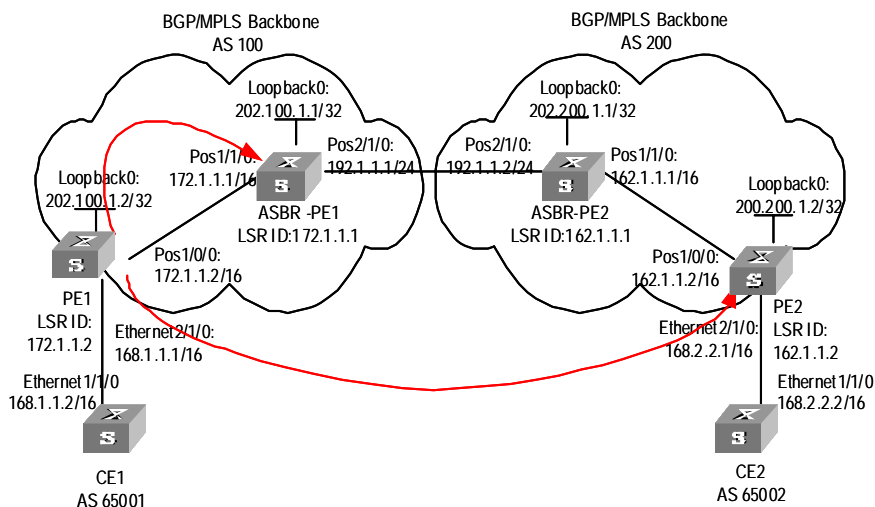 BGP/MPLS Backbone
AS 100
BGP/MPLS Backbone
AS 200
Loopback0:
202.100.1.1/32
Loopback0:
202.200.1.1/32
Pos1/1/0:
172.1.1.1/16
Pos2/1/0:
192.1.1.1/24
Pos2/1/0:
192.1.1.2/24
Pos1/1/0:
162.1.1.1/16
S
ASBR-PE1
LSR ID:172.1.1.1
S
ASBR-PE2
LSR ID:162.1.1.1
Loopback0:
202.100.1.2/32
Loopback0:
200.200.1.2/32
S
PE1
LSR ID:
172.1.1.2
Pos1/0/0:
172.1.1.2/16
Pos1/0/0:
162.1.1.2/16
S
PE2
LSR ID:
162.1.1.2
Ethernet2/1/0:
168.1.1.1/16
Ethernet2/1/0:
168.2.2.1/16
Ethernet1/1/0
168.1.1.2/16
Ethernet1/1/0
168.2.2.2/16
S
CE1
AS 65001
S
CE2
AS 65002